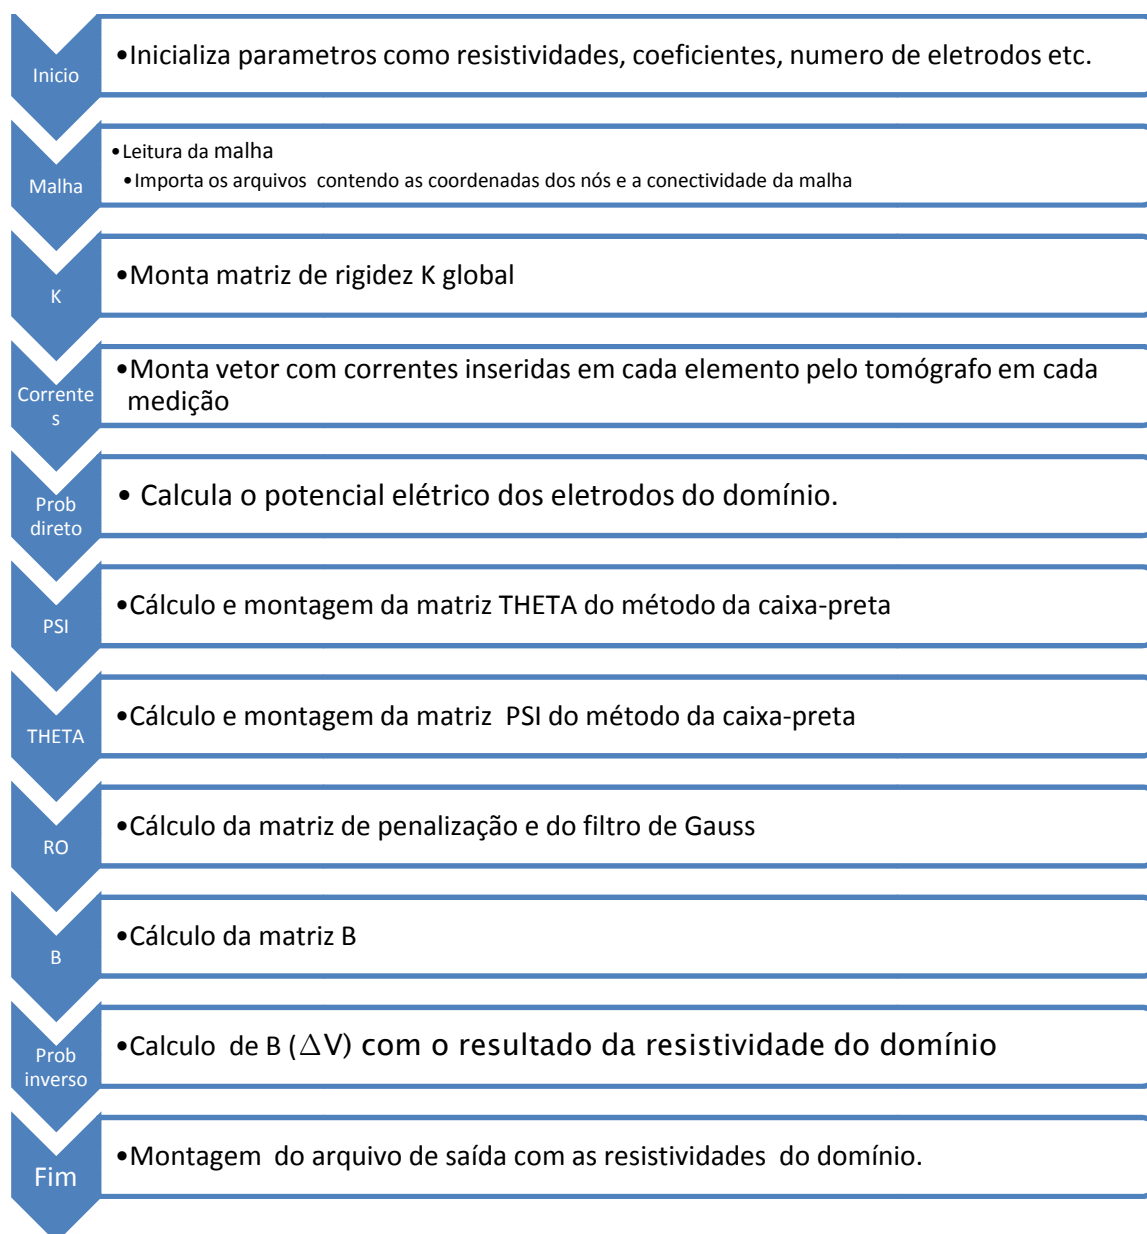 Inicio
•Inicializa parametros como resistividades, coeficientes, numero de eletrodos etc.
Malha
•Leitura da malha
•Importa os arquivos contendo as coordenadas dos nós e a conectividade da malha
K
•Monta matriz de rigidez K global
Corrente
s
•Monta vetor com correntes inseridas em cada elemento pelo tomógrafo em cada
medição
Prob
direto
• Calcula o potencial elétrico dos eletrodos do domínio.
PSI
•Cálculo e montagem da matriz THETA do método da caixa-preta
THETA
•Cálculo e montagem da matriz PSI do método da caixa-preta
RO
•Cálculo da matriz de penalização e do filtro de Gauss
B
•Cálculo da matriz B
Prob
inverso
•Calculo de B (△V) com o resultado da resistividade do domínio
Fim
•Montagem do arquivo de saída com as resistividades do domínio.